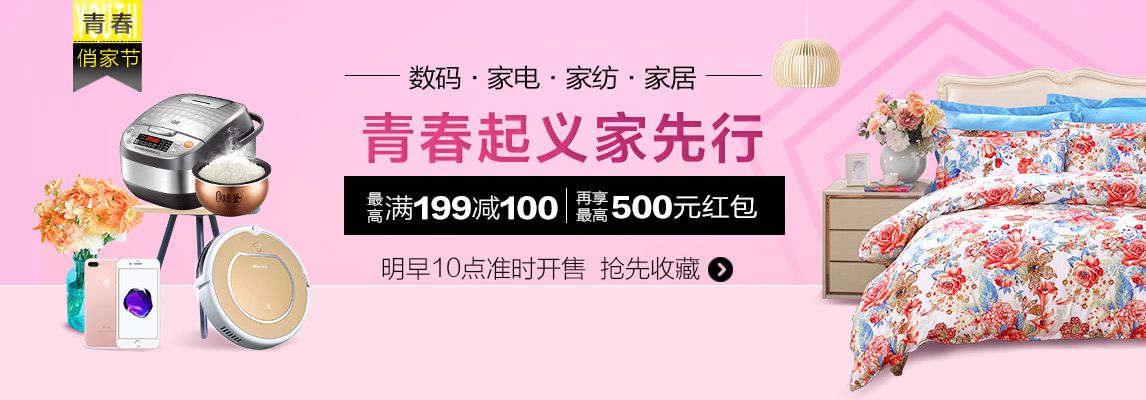 YOUTH
青春
俏家节
数码·家电·家纺·家居
青春起义家先行
最高满199减100 再享最高500元红包
明早10点准时开售 抢先收藏